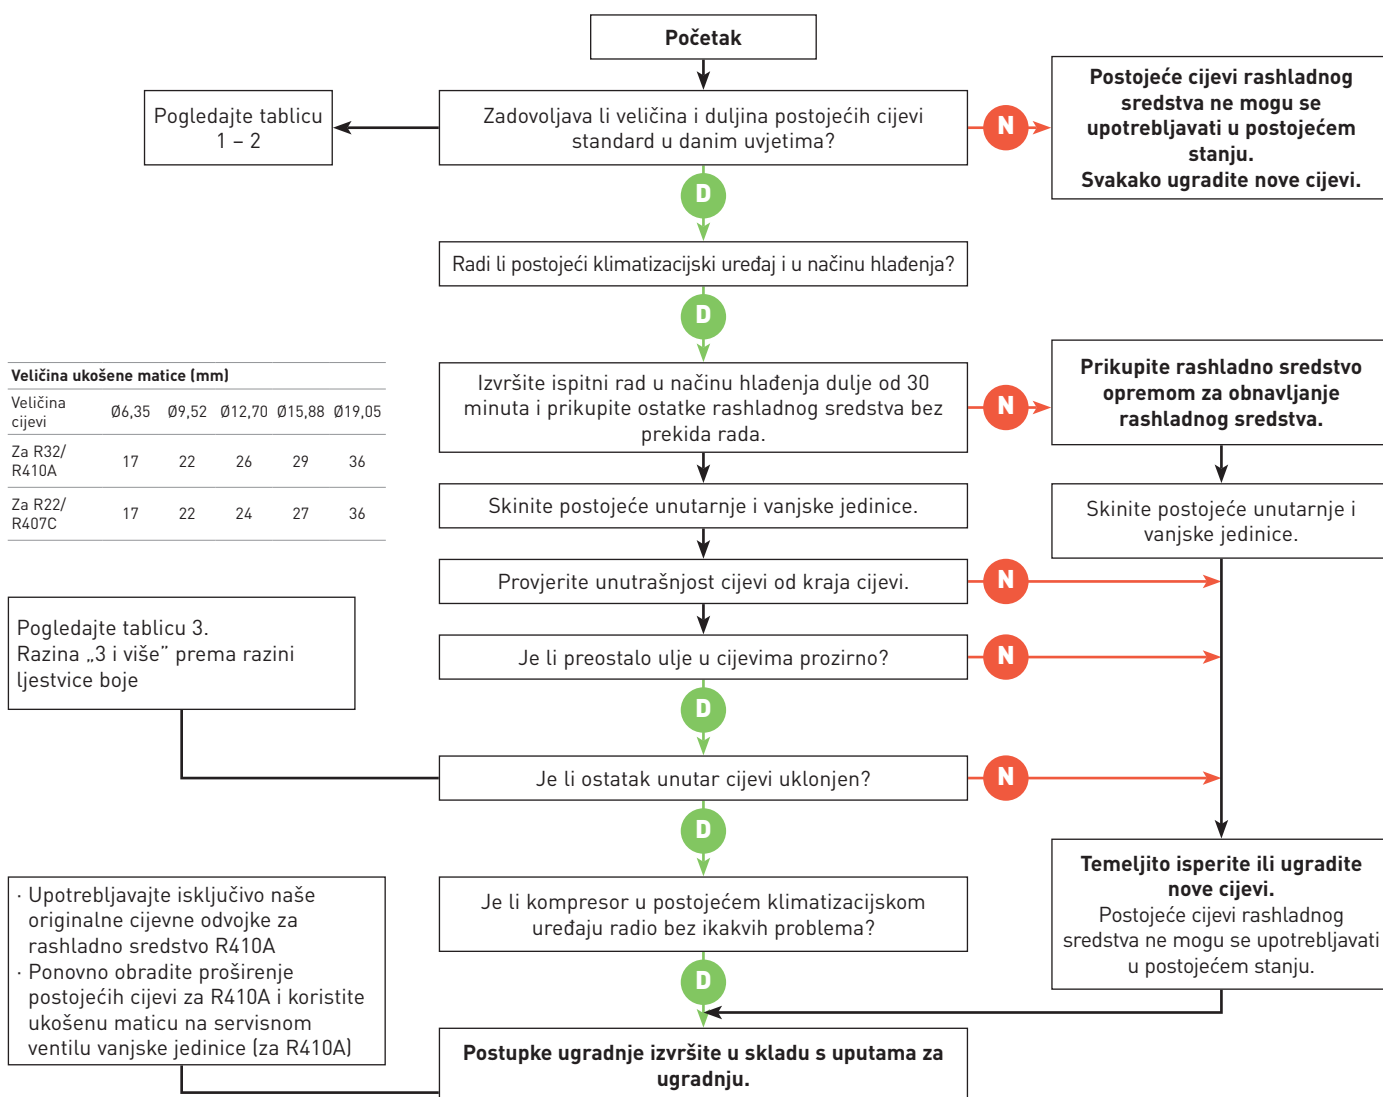 Početak
Pogledajte tablicu
1 – 2
Zadovoljava li veličina i duljina postojećih cijevi
standard u danim uvjetima?
N
Postojeće cijevi rashladnog
sredstva ne mogu se
upotrebljavati u postojećem
stanju.
Svakako ugradite nove cijevi.
D
Radi li postojeći klimatizacijski uređaj i u načinu hlađenja?
D
Veličina ukošene matice (mm)
Veličina
cijevi Ø6,35 Ø9,52 Ø12,70 Ø15,88 Ø19,05
Za R32/
R410A 17 22 26 29 36
Za R22/
R407C 17 22 24 27 36
Izvršite ispitni rad u načinu hlađenja dulje od 30
minuta i prikupite ostatke rashladnog sredstva bez
prekida rada.
N
Prikupite rashladno sredstvo
opremom za obnavljanje
rashladnog sredstva.
Skinite postojeće unutarnje i vanjske jedinice.
Skinite postojeće unutarnje i
vanjske jedinice.
Provjerite unutrašnjost cijevi od kraja cijevi.
N
Pogledajte tablicu 3.
Razina „3 i više” prema razini
ljestvice boje
Je li preostalo ulje u cijevima prozirno?
N
D
Je li ostatak unutar cijevi uklonjen?
N
D
Temeljito isperite ili ugradite
nove cijevi.
Postojeće cijevi rashladnog
sredstva ne mogu se upotrebljavati
u postojećem stanju.
· Upotrebljavajte isključivo naše
originalne cijevne odvojke za
rashladno sredstvo R410A
· Ponovno obradite proširenje
postojećih cijevi za R410A i koristite
ukošenu maticu na servisnom
ventilu vanjske jedinice (za R410A)
Je li kompresor u postojećem klimatizacijskom
uređaju radio bez ikakvih problema?
D
Postupke ugradnje izvršite u skladu s uputama za
ugradnju.